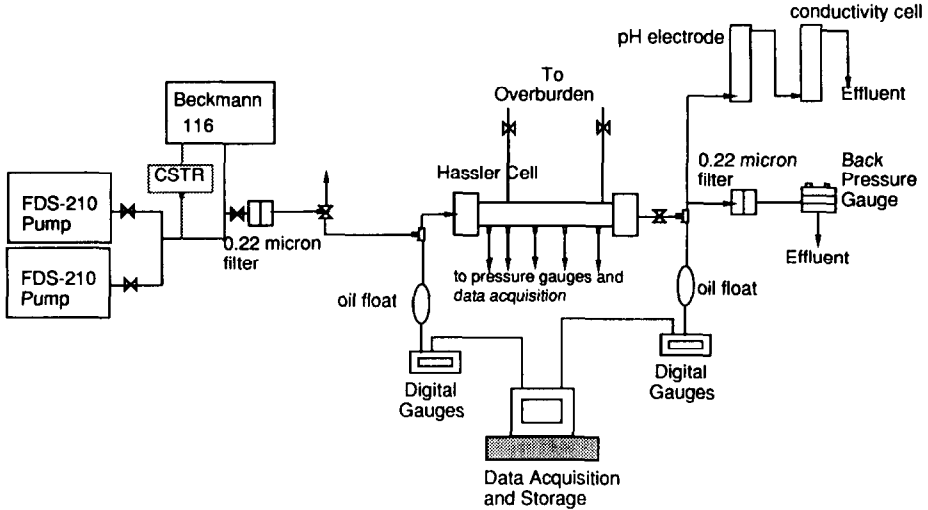 conductivity cell
pH electrode
To
Overburden
Effluent
Beckmann
116
CSTR
Hassler Cell
0.22 micron
filter
Back
Pressure
Gauge
FDS-210
Pump
0.22 micron
filter
FDS-210
Pump
to pressure gauges and
data acquisition
Effluent
oil float
oil float
Digital
Gauges
Digital
Gauges
Data Acquisition
and Storage